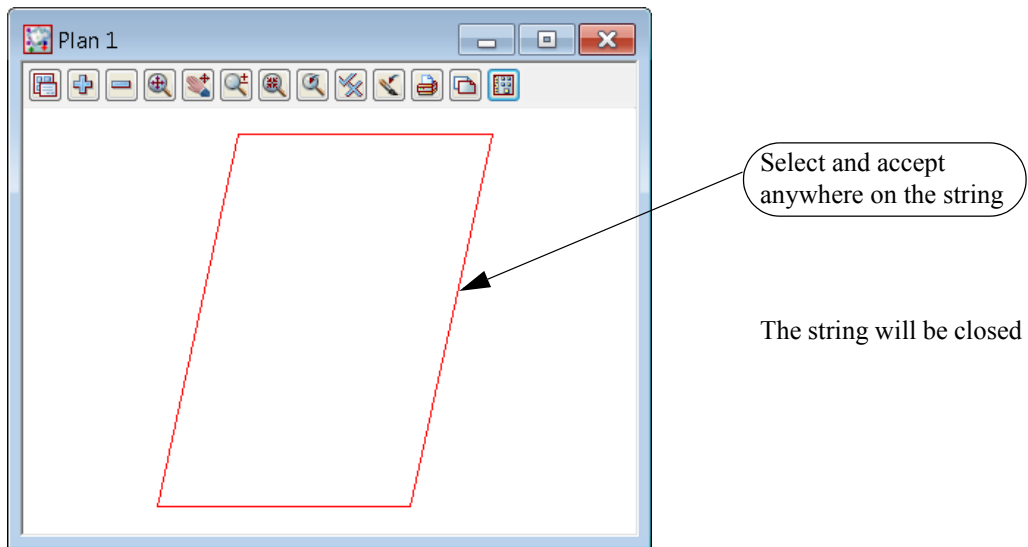 Plan 1
Select and accept
anywhere on the string
The string will be closed